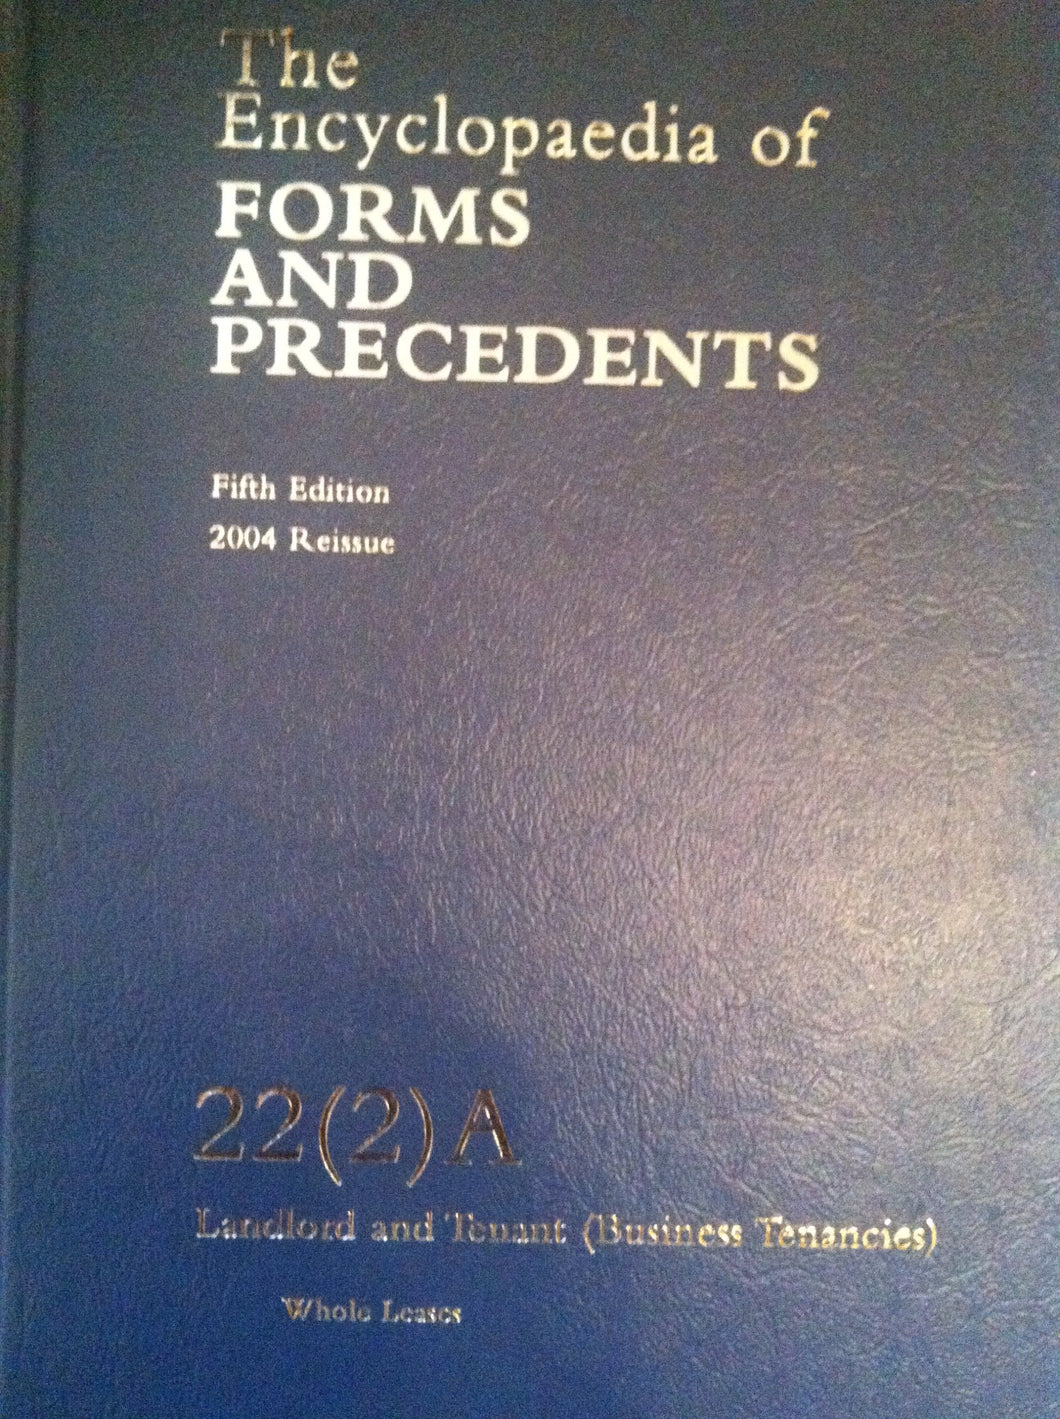 The
Encyclopaedia of
FORMS
AND
PRECEDENTS
Fifth Edition
2004 Reissue
22(2)A
Landlord and Tenant (Business Tenancies)
Whole Leases